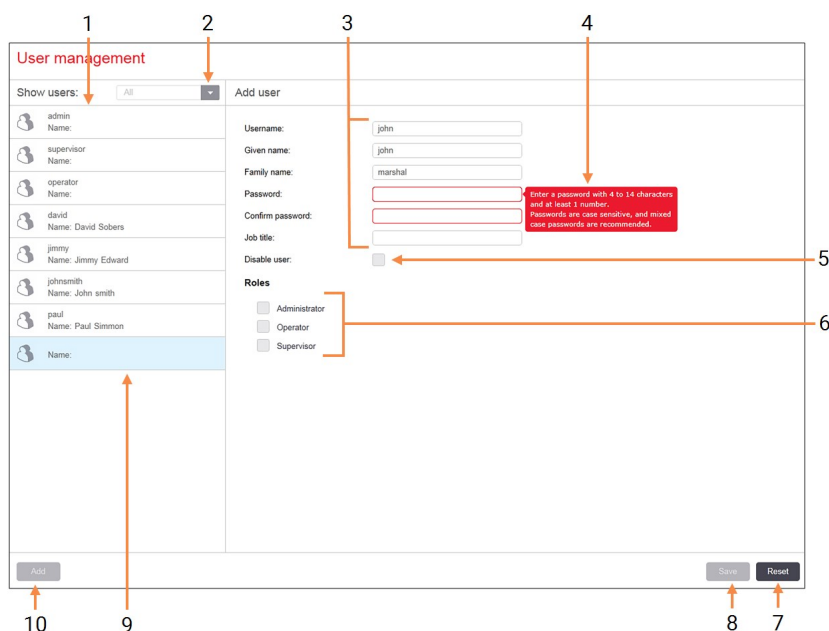 1 2 3 4
User management
Show users: All
Add user
admin
Name:
supervisor
Name:
operator
Name:
david
Name: David Sobers
jimmy
Name: Jimmy Edward
johnsmith
Name: John smith
paul
Name: Paul Simmon
Name:
Username: john
Given name: john
Family name: marshal
Password:
Enter a password with 4 to 14 characters
and at least 1 number.
Passwords are case sensitive, and mixed
case passwords are recommended.
Confirm password:
Job title:
Disable user:
5
Roles
Administrator
Operator
6
Supervisor
Add
Save Reset
10 9 8 7